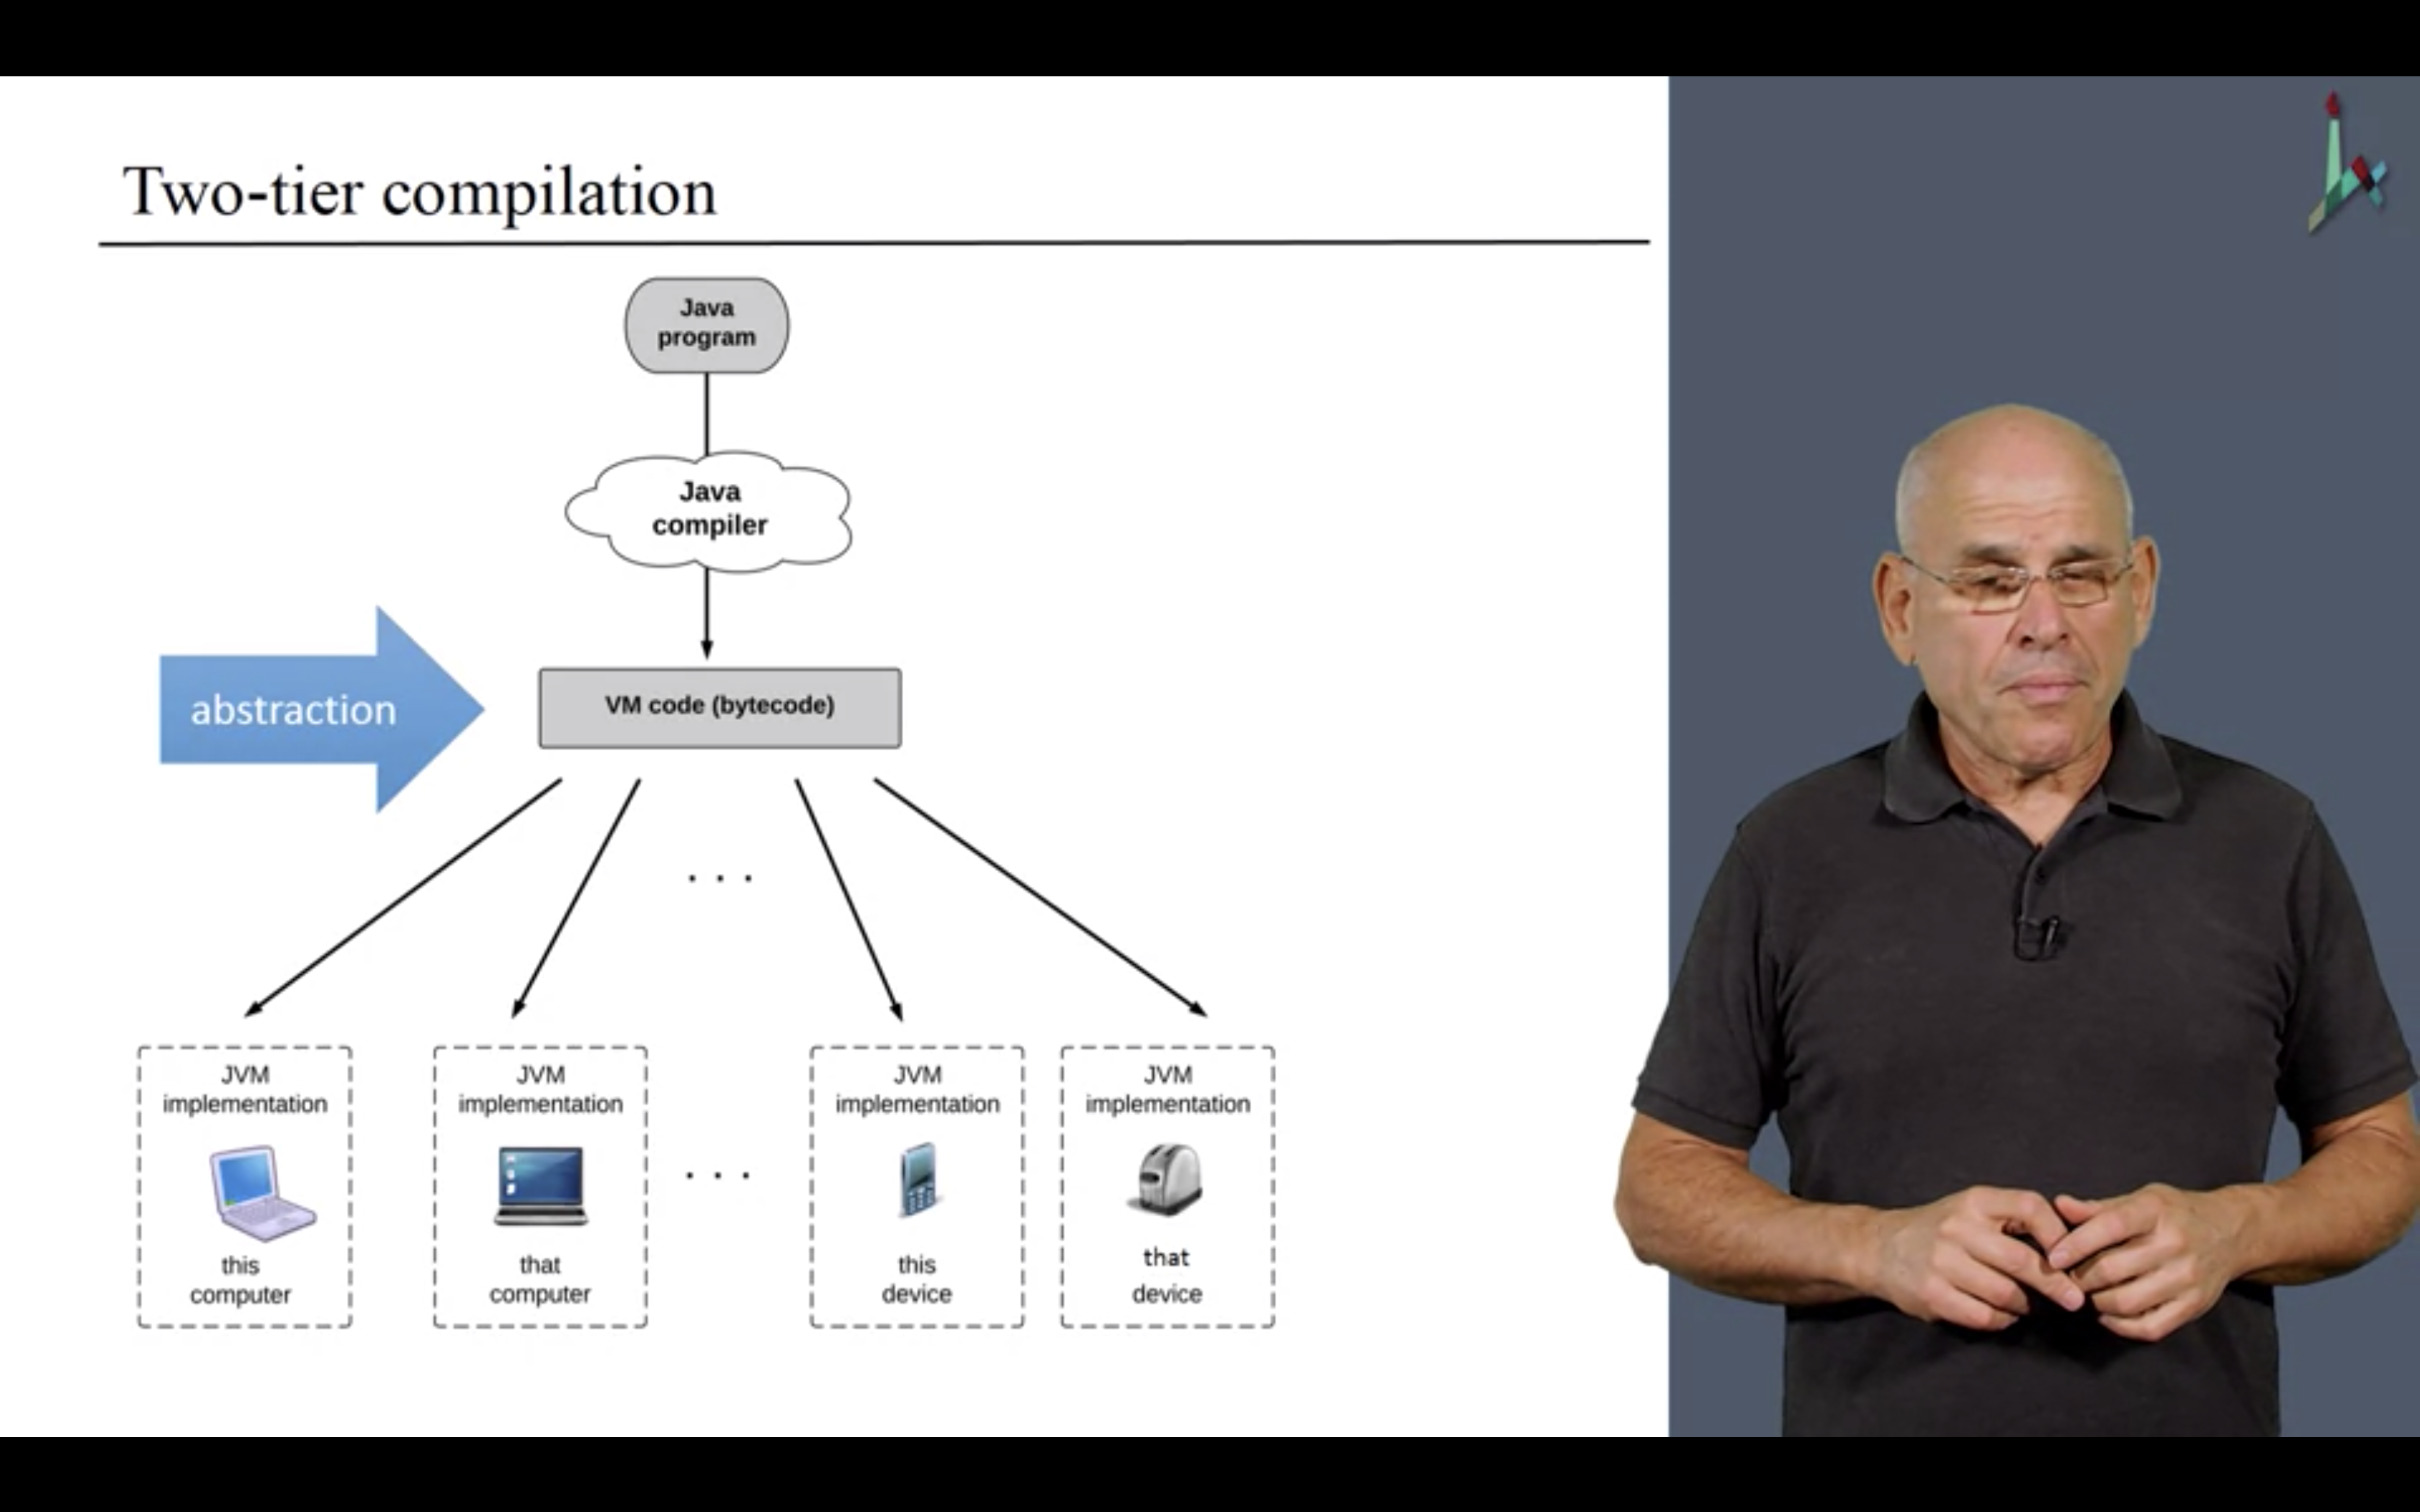 Two-tier compilation
Java
program
Java
compiler
abstraction
VM code (bytecode)
. . .
JVM
implementation
this
computer
JVM
implementation
that
computer
. . .
JVM
implementation
this
device
JVM
implementation
that
device